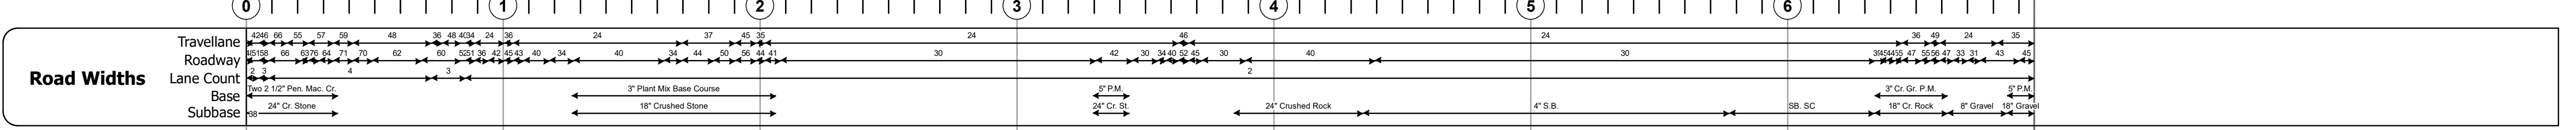 0 1 2 3 4 5 6
Road Widths
Travellane 42 46 66 55 57 59 48 36 48 40 34 24 36 24 37 45 35 24 46 24 36 49 24 35
Roadway 58 66 63 76 64 71 70 62 60 52 51 36 42 45 43 40 34 40 34 44 50 56 44 41 30 42 30 34 40 52 45 30 40 30 47 55 56 47 33 31 43 45
Lane Count 2 3 4 3 2
Base Two 2 1/2" Pen. Mac. Cr. 3" Plant Mix Base Course 5" P.M. 3" Cr. Gr. P.M. 5" P.M.
Subbase 38 24" Cr. Stone 18" Crushed Stone 24" Cr. St. 24" Crushed Rock 4" S.B. SB. SC 18" Cr. Rock 8" Gravel 18" Gravel